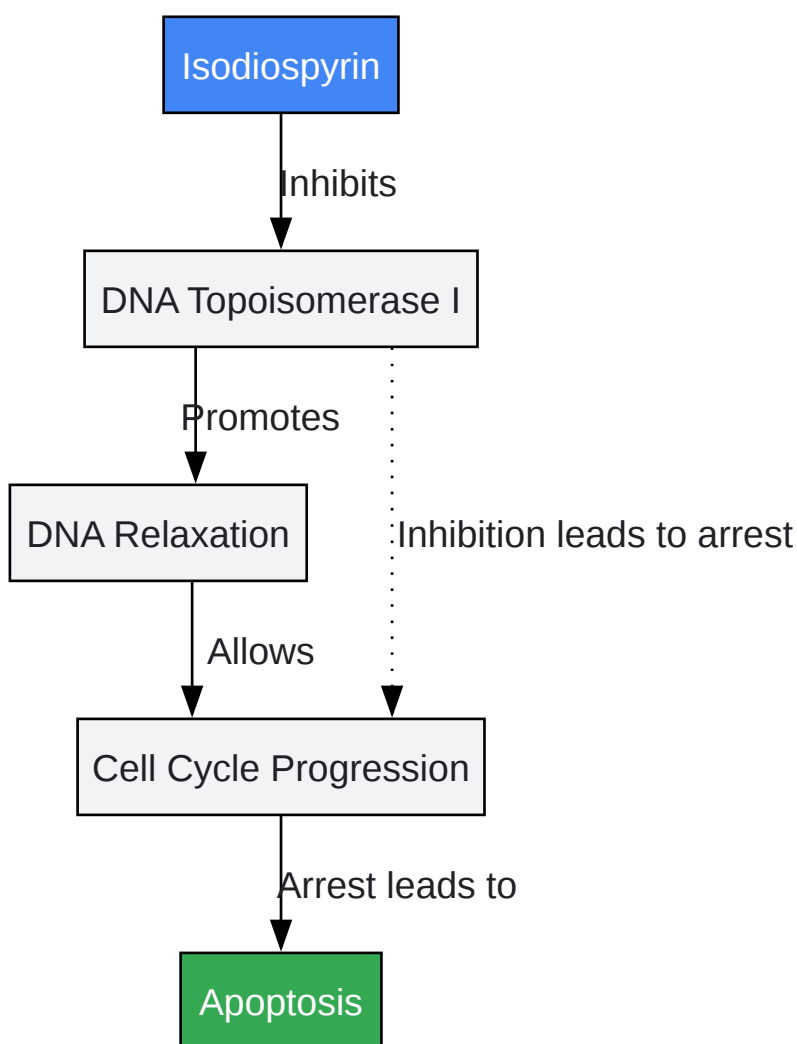 Isodiospyrin
Inhibits
DNA Topoisomerase I
Promotes
DNA Relaxation
Inhibition leads to arrest
Allows
Cell Cycle Progression
Arrest leads to
Apoptosis